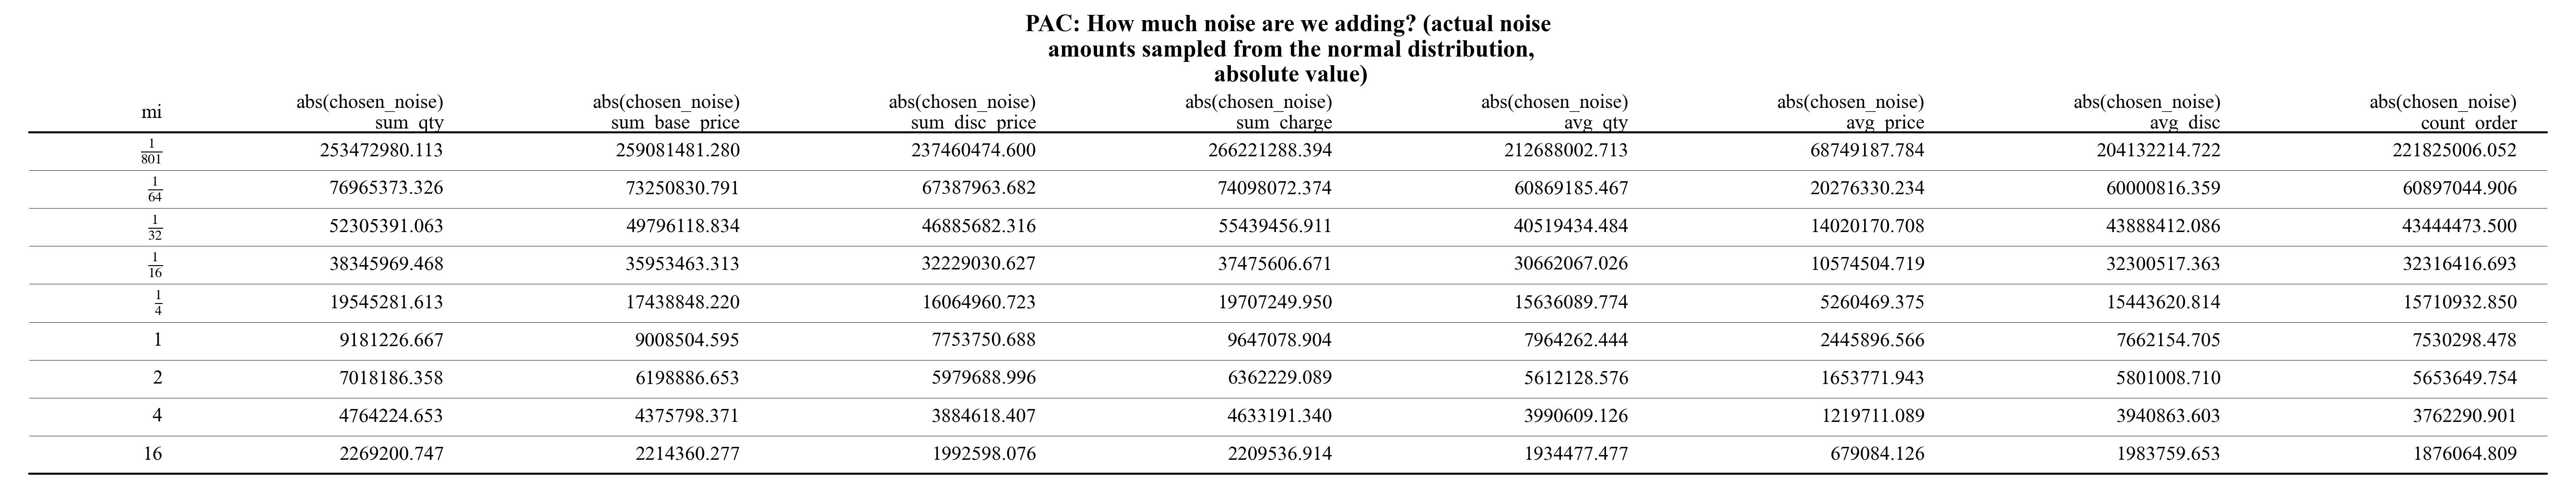 PAC: How much noise are we adding? (actual noise
amounts sampled from the normal distribution,
absolute value)
mi abs(chosen_noise) sum_qty abs(chosen_noise) sum_base_price abs(chosen_noise) sum_disc_price abs(chosen_noise) sum_charge abs(chosen_noise) avg_qty abs(chosen_noise) avg_price abs(chosen_noise) avg_disc abs(chosen_noise) count_order
1/801 253472980.113 259081481.280 237460474.600 266221288.394 212688002.713 68749187.784 204132214.722 221825006.052
1/64 76965373.326 73250830.791 67387963.682 74098072.374 60869185.467 20276330.234 60000816.359 60897044.906
1/32 52305391.063 49796118.834 46885682.316 55439456.911 40519434.484 14020170.708 43888412.086 43444473.500
1/16 38345969.468 35953463.313 32229030.627 37475606.671 30662067.026 10574504.719 32300517.363 32316416.693
1/4 19545281.613 17438848.220 16064960.723 19707249.950 15636089.774 5260469.375 15443620.814 15710932.850
1 9181226.667 9008504.595 7753750.688 9647078.904 7964262.444 2445896.566 7662154.705 7530298.478
2 7018186.358 6198886.653 5979688.996 6362229.089 5612128.576 1653771.943 5801008.710 5653649.754
4 4764224.653 4375798.371 3884618.407 4633191.340 3990609.126 1219711.089 3940863.603 3762290.901
16 2269200.747 2214360.277 1992598.076 2209536.914 1934477.477 679084.126 1983759.653 1876064.809